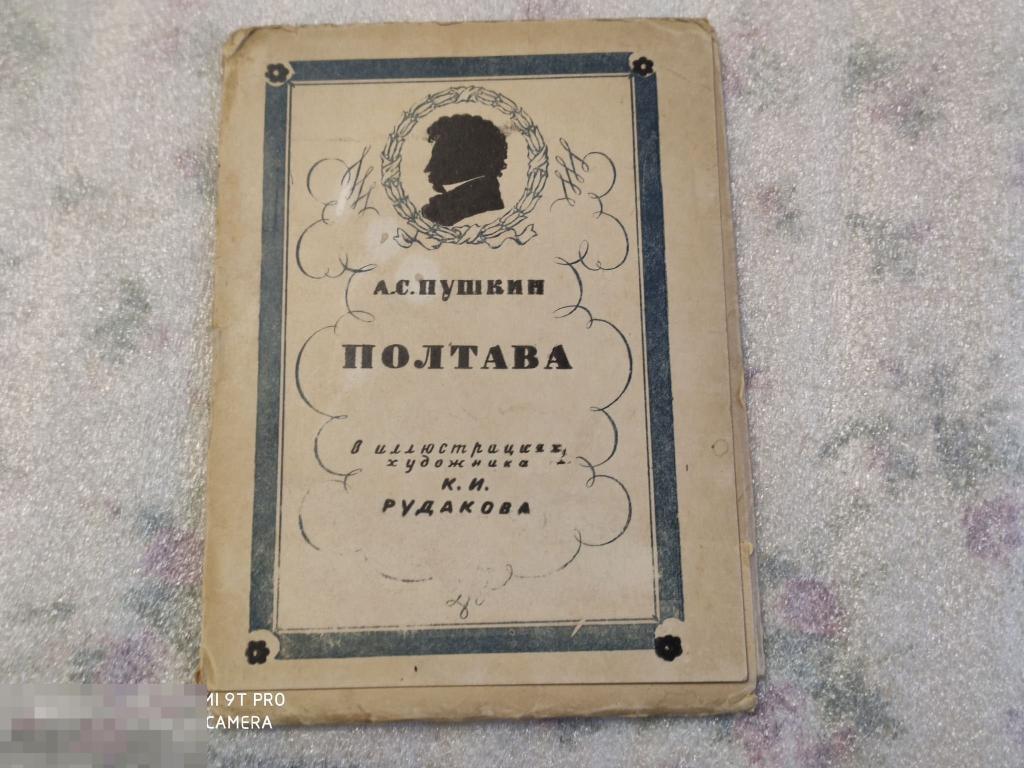 А.С.ПУШКИН
ПОЛТАВА
в иллюстрациях,
художника
К.И.
РУДАКОВА
MI 9T PRO
CAMERA